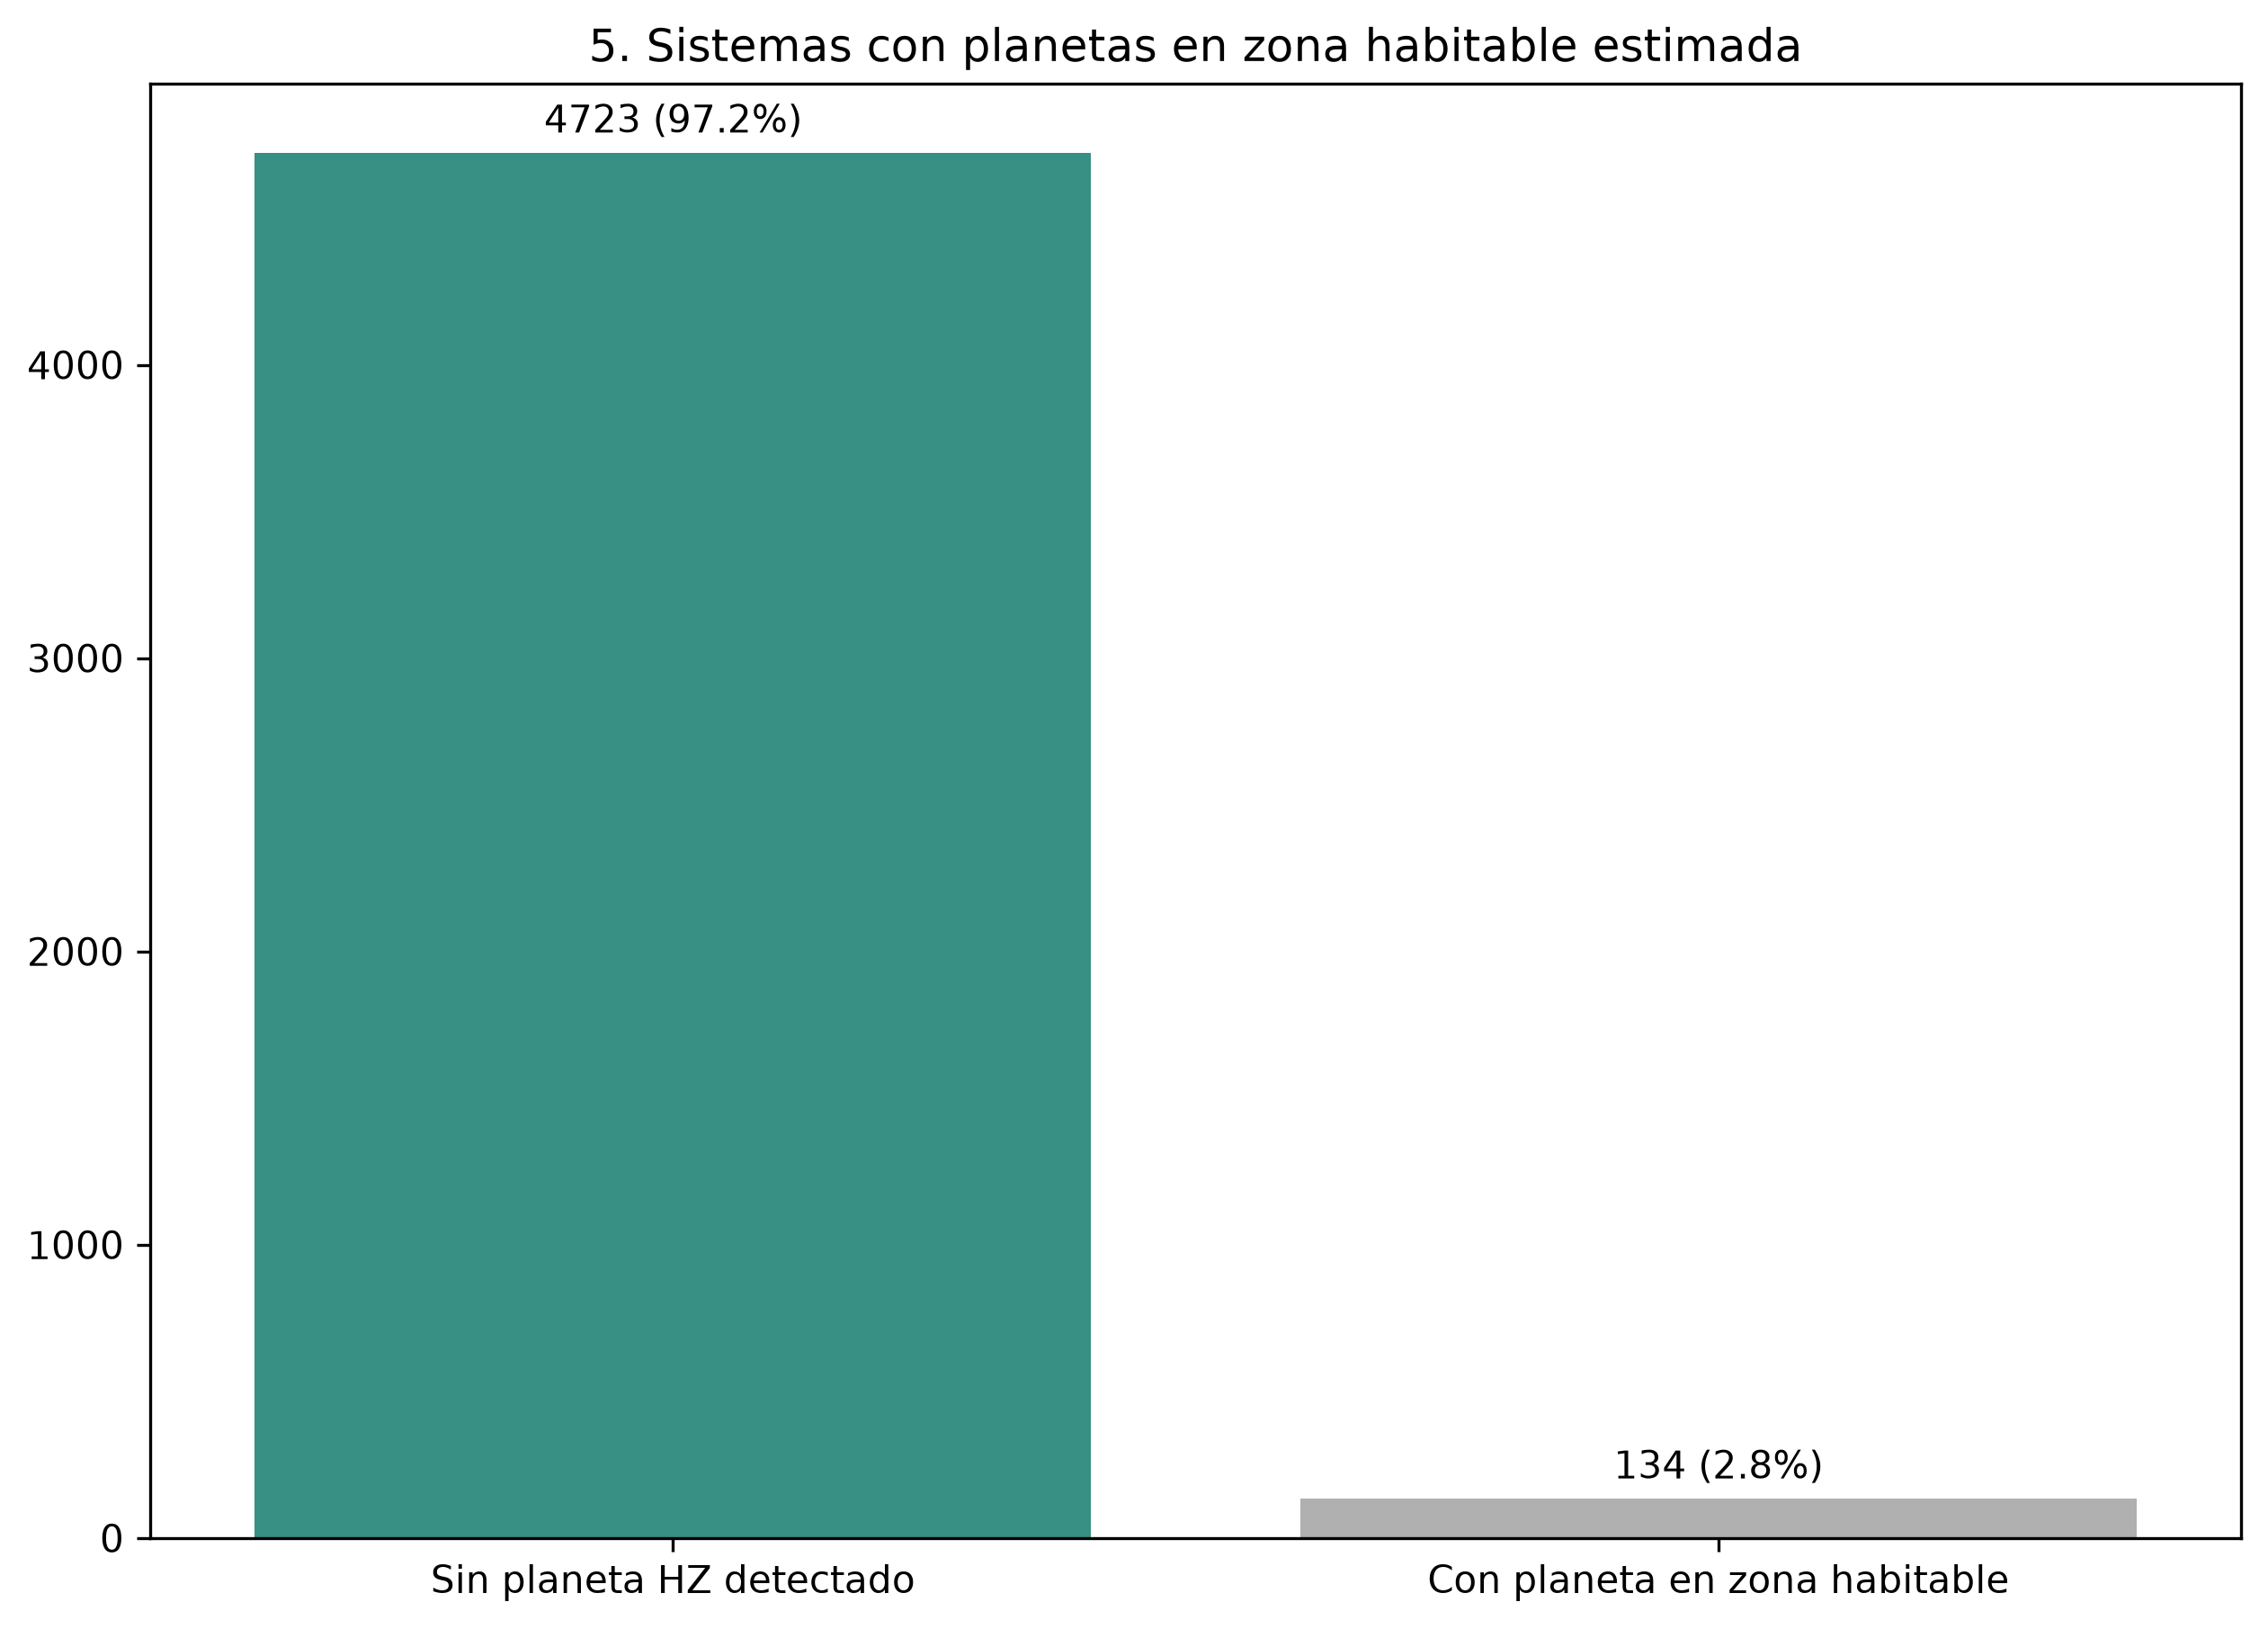 5. Sistemas con planetas en zona habitable estimada
4723 (97.2%)
4000
3000
2000
1000
134 (2.8%)
0
Sin planeta HZ detectado
Con planeta en zona habitable